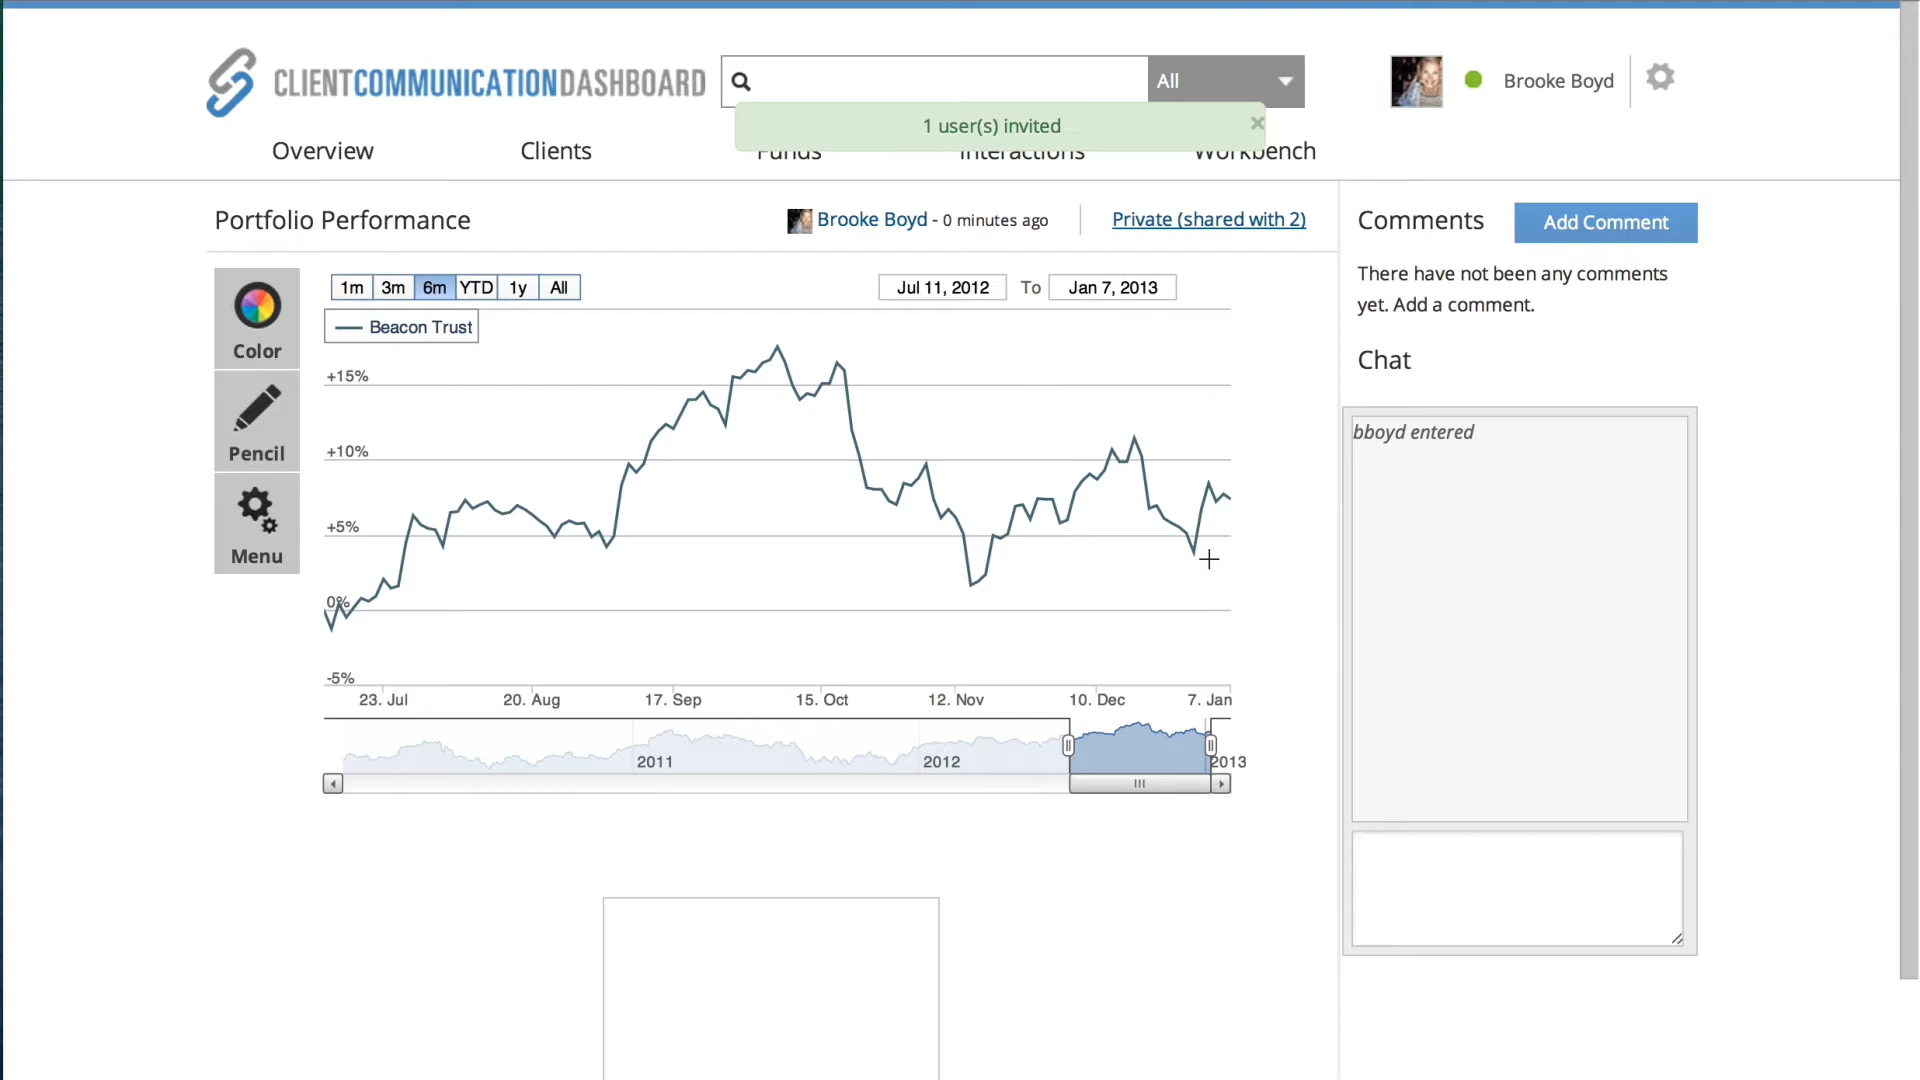 CLIENTCOMMUNICATIONDASHBOARD
All
Brooke Boyd
1 user(s) invited
Overview
Clients
Funds
Interactions
Workbench
Portfolio Performance
Brooke Boyd - 0 minutes ago
Private (shared with 2)
Comments
Add Comment
There have not been any comments
yet. Add a comment.
Chat
bboyd entered
Color
Pencil
Menu
1m 3m 6m YTD 1y All
Jul 11, 2012 To Jan 7, 2013
Beacon Trust
+15%
+10%
+5%
0%
-5%
23. Jul 20. Aug 17. Sep 15. Oct 12. Nov 10. Dec 7. Jan
2011 2012 2013